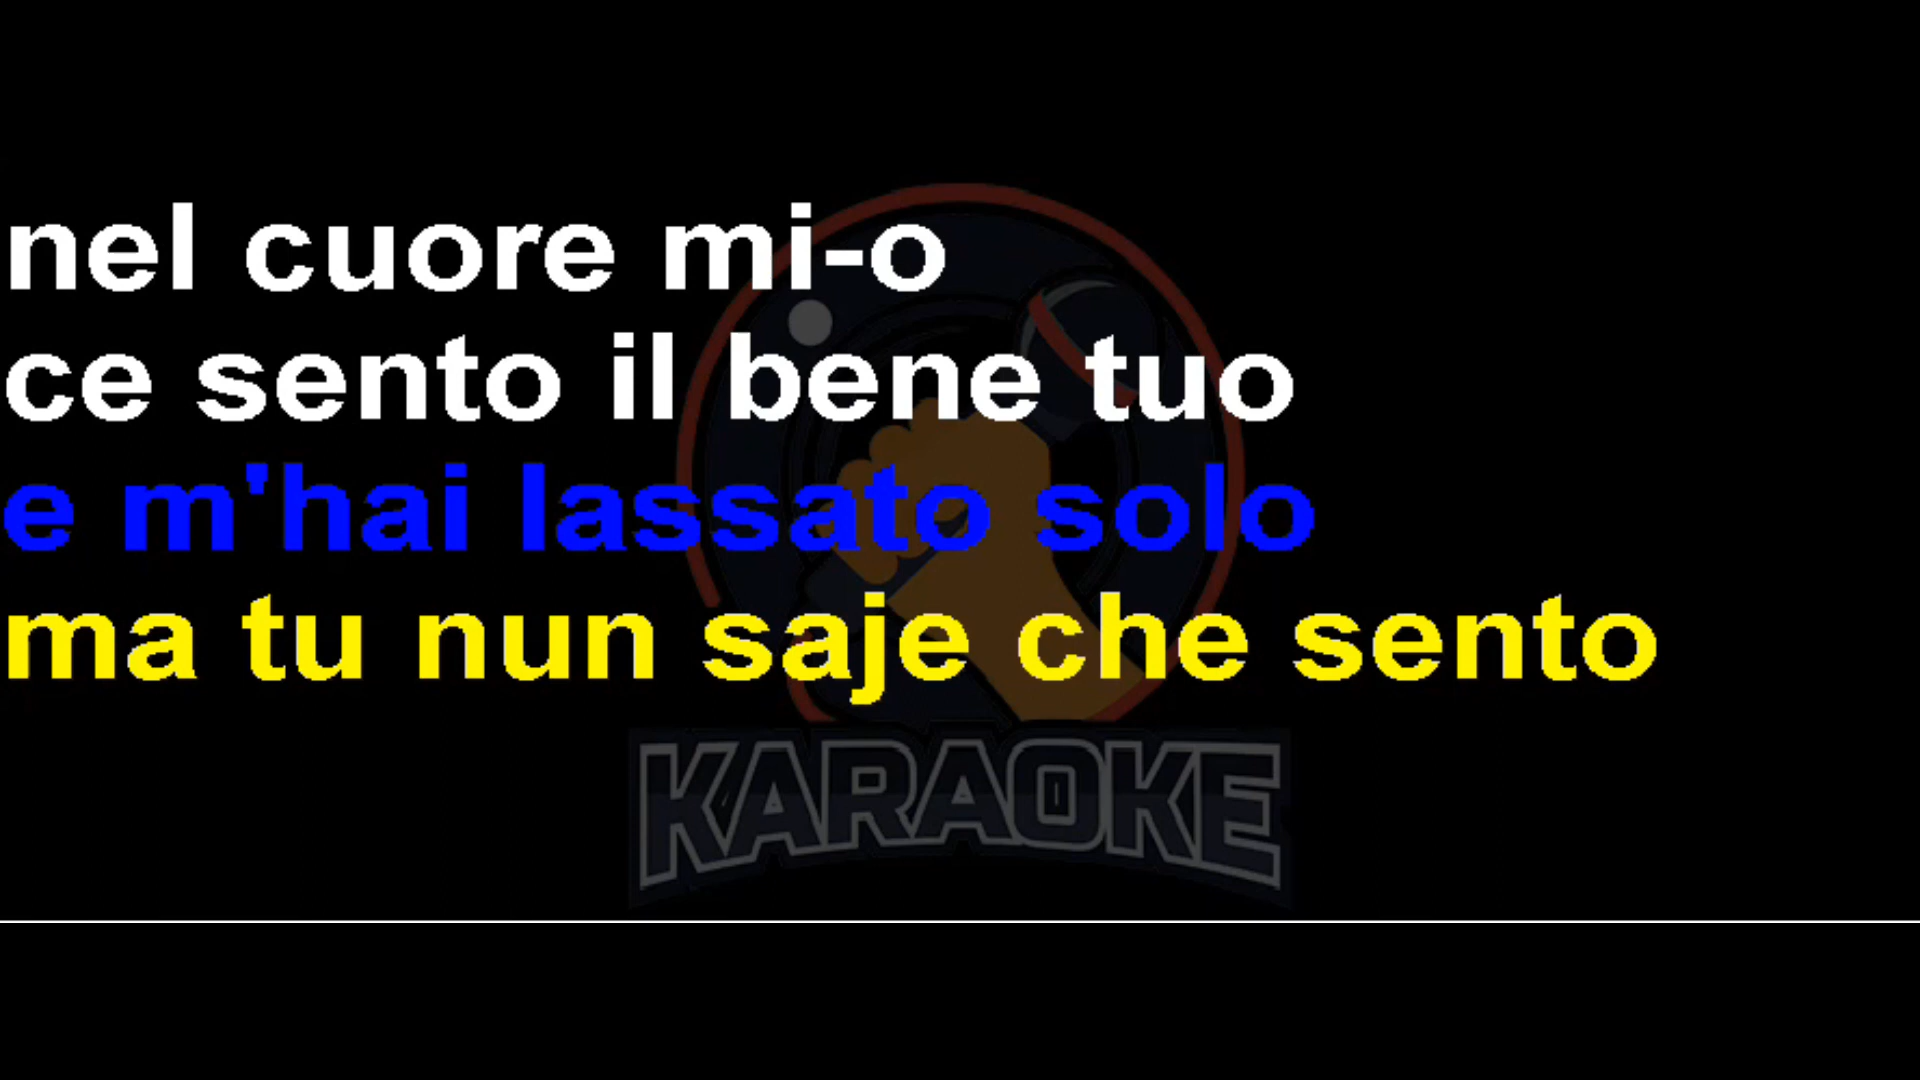 nel cuore mi-o
ce sento il bene tuo
e m'hai lassato solo
ma tu nun saje che sento
KARAOKE